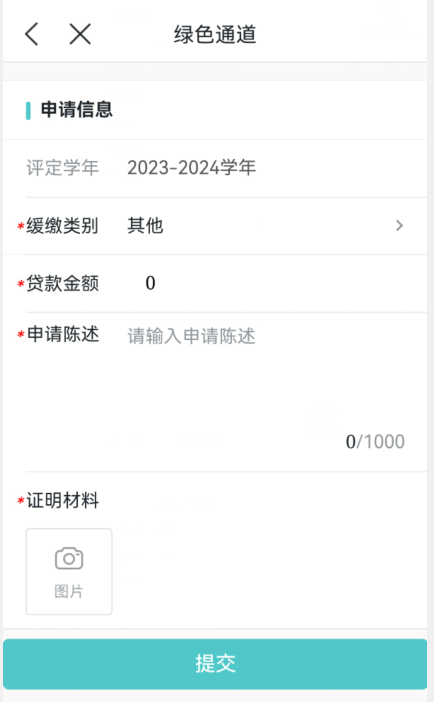 绿色通道
申请信息
评定学年 2023-2024学年
*缓缴类别 其他
*贷款金额 0
*申请陈述 请输入申请陈述
0/1000
*证明材料
图片
提交